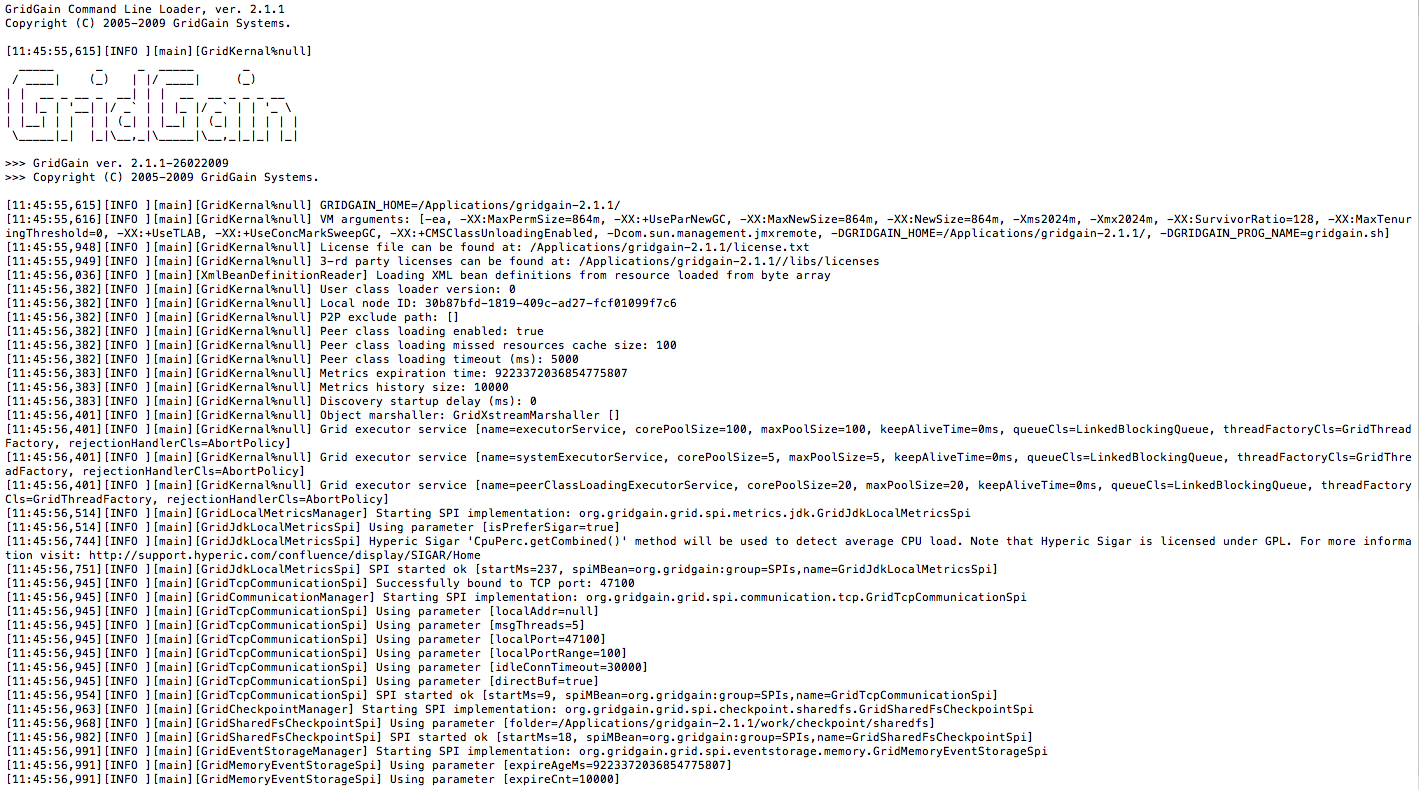 GridGain Command Line Loader, ver. 2.1.1
Copyright (C) 2005-2009 GridGain Systems.

[11:45:55,615][INFO ][main][GridKernal%null]
  _____      _     _  _____       _
 / ____|    (_)   | |/ ____|     (_)
| |  __ _ __ _  __| | |  __  __ _ _ _ __
| | |_ | '__| |/ _` | | |_ |/ _` | | '_ \
| |__| | |  | | (_| | |__| | (_| | | | | |
 \_____|_|  |_|\__,_|\_____|\__,_|_|_| |_|

>>> GridGain ver. 2.1.1-26022009
>>> Copyright (C) 2005-2009 GridGain Systems.

[11:45:55,615][INFO ][main][GridKernal%null] GRIDGAIN_HOME=/Applications/gridgain-2.1.1/
[11:45:55,616][INFO ][main][GridKernal%null] VM arguments: [-ea, -XX:MaxPermSize=864m, -XX:+UseParNewGC, -XX:MaxNewSize=864m, -XX:NewSize=864m, -Xms2024m, -Xmx2024m, -XX:SurvivorRatio=128, -XX:MaxTenu
ringThreshold=0, -XX:+UseTLAB, -XX:+UseConcMarkSweepGC, -XX:+CMSClassUnloadingEnabled, -Dcom.sun.management.jmxremote, -DGRIDGAIN_HOME=/Applications/gridgain-2.1.1/, -DGRIDGAIN_PROG_NAME=gridgain.sh]
[11:45:55,948][INFO ][main][GridKernal%null] License file can be found at: /Applications/gridgain-2.1.1/license.txt
[11:45:55,949][INFO ][main][GridKernal%null] 3-rd party licenses can be found at: /Applications/gridgain-2.1.1//libs/licenses
[11:45:56,036][INFO ][main][XmlBeanDefinitionReader] Loading XML bean definitions from resource loaded from byte array
[11:45:56,382][INFO ][main][GridKernal%null] User class loader version: 0
[11:45:56,382][INFO ][main][GridKernal%null] Local node ID: 30b87bfd-1819-409c-ad27-fcf01099f7c6
[11:45:56,382][INFO ][main][GridKernal%null] P2P exclude path: []
[11:45:56,382][INFO ][main][GridKernal%null] Peer class loading enabled: true
[11:45:56,382][INFO ][main][GridKernal%null] Peer class loading missed resources cache size: 100
[11:45:56,382][INFO ][main][GridKernal%null] Peer class loading timeout (ms): 5000
[11:45:56,383][INFO ][main][GridKernal%null] Metrics expiration time: 9223372036854775807
[11:45:56,383][INFO ][main][GridKernal%null] Metrics history size: 10000
[11:45:56,383][INFO ][main][GridKernal%null] Discovery startup delay (ms): 0
[11:45:56,401][INFO ][main][GridKernal%null] Object marshaller: GridXstreamMarshaller []
[11:45:56,401][INFO ][main][GridKernal%null] Grid executor service [name=executorService, corePoolSize=100, maxPoolSize=100, keepAliveTime=0ms, queueCls=LinkedBlockingQueue, threadFactoryCls=GridThread
Factory, rejectionHandlerCls=AbortPolicy]
[11:45:56,401][INFO ][main][GridKernal%null] Grid executor service [name=systemExecutorService, corePoolSize=5, maxPoolSize=5, keepAliveTime=0ms, queueCls=LinkedBlockingQueue, threadFactoryCls=GridThre
adFactory, rejectionHandlerCls=AbortPolicy]
[11:45:56,401][INFO ][main][GridKernal%null] Grid executor service [name=peerClassLoadingExecutorService, corePoolSize=20, maxPoolSize=20, keepAliveTime=0ms, queueCls=LinkedBlockingQueue, threadFactory
Cls=GridThreadFactory, rejectionHandlerCls=AbortPolicy]
[11:45:56,514][INFO ][main][GridLocalMetricsManager] Starting SPI implementation: org.gridgain.grid.spi.metrics.jdk.GridJdkLocalMetricsSpi
[11:45:56,514][INFO ][main][GridJdkLocalMetricsSpi] Using parameter [isPreferSigar=true]
[11:45:56,744][INFO ][main][GridJdkLocalMetricsSpi] Hyperic Sigar 'CpuPerc.getCombined()' method will be used to detect average CPU load. Note that Hyperic Sigar is licensed under GPL. For more informa
tion visit: http://support.hyperic.com/confluence/display/SIGAR/Home
[11:45:56,751][INFO ][main][GridJdkLocalMetricsSpi] SPI started ok [startMs=237, spiMBean=org.gridgain:group=SPIs,name=GridJdkLocalMetricsSpi]
[11:45:56,945][INFO ][main][GridTcpCommunicationSpi] Successfully bound to TCP port: 47100
[11:45:56,945][INFO ][main][GridCommunicationManager] Starting SPI implementation: org.gridgain.grid.spi.communication.tcp.GridTcpCommunicationSpi
[11:45:56,945][INFO ][main][GridTcpCommunicationSpi] Using parameter [localAddr=null]
[11:45:56,945][INFO ][main][GridTcpCommunicationSpi] Using parameter [msgThreads=5]
[11:45:56,945][INFO ][main][GridTcpCommunicationSpi] Using parameter [localPort=47100]
[11:45:56,945][INFO ][main][GridTcpCommunicationSpi] Using parameter [localPortRange=100]
[11:45:56,945][INFO ][main][GridTcpCommunicationSpi] Using parameter [idleConnTimeout=30000]
[11:45:56,945][INFO ][main][GridTcpCommunicationSpi] Using parameter [directBuf=true]
[11:45:56,954][INFO ][main][GridTcpCommunicationSpi] SPI started ok [startMs=9, spiMBean=org.gridgain:group=SPIs,name=GridTcpCommunicationSpi]
[11:45:56,963][INFO ][main][GridCheckpointManager] Starting SPI implementation: org.gridgain.grid.spi.checkpoint.sharedfs.GridSharedFsCheckpointSpi
[11:45:56,968][INFO ][main][GridSharedFsCheckpointSpi] Using parameter [folder=/Applications/gridgain-2.1.1/work/checkpoint/sharedfs]
[11:45:56,982][INFO ][main][GridSharedFsCheckpointSpi] SPI started ok [startMs=18, spiMBean=org.gridgain:group=SPIs,name=GridSharedFsCheckpointSpi]
[11:45:56,991][INFO ][main][GridEventStorageManager] Starting SPI implementation: org.gridgain.grid.spi.eventstorage.memory.GridMemoryEventStorageSpi
[11:45:56,991][INFO ][main][GridMemoryEventStorageSpi] Using parameter [expireAgeMs=9223372036854775807]
[11:45:56,991][INFO ][main][GridMemoryEventStorageSpi] Using parameter [expireCnt=10000]